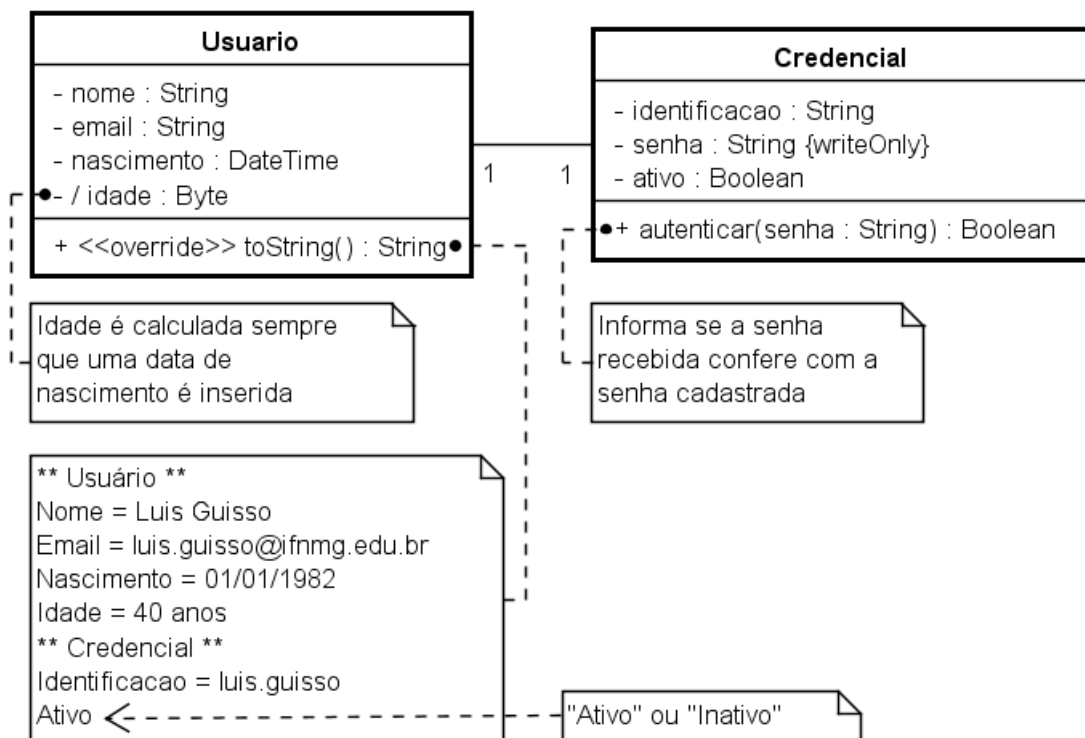 Usuario
- nome : String
- email : String
- nascimento : DateTime
- / idade : Byte
+ <<override>> toString() : String
1
1
Credencial
- identificacao : String
- senha : String {writeOnly}
- ativo : Boolean
+ autenticar(senha : String) : Boolean
Idade é calculada sempre
que uma data de
nascimento é inserida
Informa se a senha
recebida confere com a
senha cadastrada
** Usuário **
Nome = Luis Guisso
Email = luis.guisso@ifnmg.edu.br
Nascimento = 01/01/1982
Idade = 40 anos
** Credencial **
Identificacao = luis.guisso
Ativo
"Ativo" ou "Inativo"